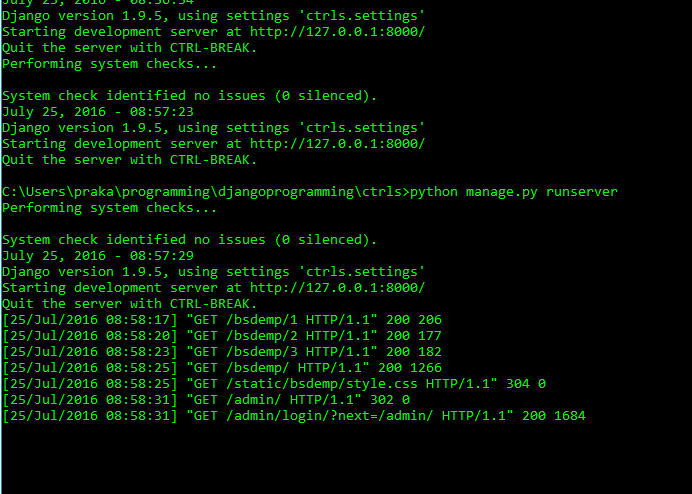 July 25, 2016 - 08:56:54
Django version 1.9.5, using settings 'ctrls.settings'
Starting development server at http://127.0.0.1:8000/
Quit the server with CTRL-BREAK.
Performing system checks...
System check identified no issues (0 silenced).
July 25, 2016 - 08:57:23
Django version 1.9.5, using settings 'ctrls.settings'
Starting development server at http://127.0.0.1:8000/
Quit the server with CTRL-BREAK.
C:\Users\praka\programming\djangoprogramming\ctrls>python manage.py runserver
Performing system checks...
System check identified no issues (0 silenced).
July 25, 2016 - 08:57:29
Django version 1.9.5, using settings 'ctrls.settings'
Starting development server at http://127.0.0.1:8000/
Quit the server with CTRL-BREAK.
[25/Jul/2016 08:58:17] "GET /bsdemp/1 HTTP/1.1" 200 206
[25/Jul/2016 08:58:20] "GET /bsdemp/2 HTTP/1.1" 200 177
[25/Jul/2016 08:58:23] "GET /bsdemp/3 HTTP/1.1" 200 182
[25/Jul/2016 08:58:25] "GET /bsdemp/ HTTP/1.1" 200 1266
[25/Jul/2016 08:58:25] "GET /static/bsdemp/style.css HTTP/1.1" 304 0
[25/Jul/2016 08:58:31] "GET /admin/ HTTP/1.1" 302 0
[25/Jul/2016 08:58:31] "GET /admin/login/?next=/admin/ HTTP/1.1" 200 1684